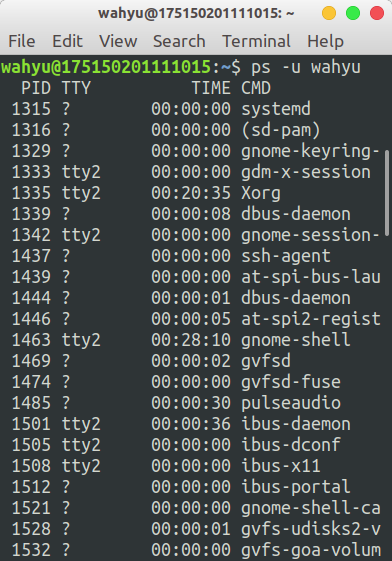 wahyu@175150201111015: ~
File Edit View Search Terminal Help
wahyu@175150201111015:~$ ps -u wahyu
  PID TTY          TIME CMD
 1315 ?        00:00:00 systemd
 1316 ?        00:00:00 (sd-pam)
 1329 ?        00:00:00 gnome-keyring-
 1333 tty2     00:00:00 gdm-x-session
 1335 tty2     00:20:35 Xorg
 1339 ?        00:00:08 dbus-daemon
 1342 tty2     00:00:00 gnome-session-
 1437 ?        00:00:00 ssh-agent
 1439 ?        00:00:00 at-spi-bus-lau
 1444 ?        00:00:01 dbus-daemon
 1446 ?        00:00:05 at-spi2-regist
 1463 tty2     00:28:10 gnome-shell
 1469 ?        00:00:02 gvfsd
 1474 ?        00:00:00 gvfsd-fuse
 1485 ?        00:00:30 pulseaudio
 1501 tty2     00:00:36 ibus-daemon
 1505 tty2     00:00:00 ibus-dconf
 1508 tty2     00:00:00 ibus-x11
 1512 ?        00:00:00 ibus-portal
 1521 ?        00:00:00 gnome-shell-ca
 1528 ?        00:00:01 gvfs-udisks2-v
 1532 ?        00:00:00 gvfs-goa-volum